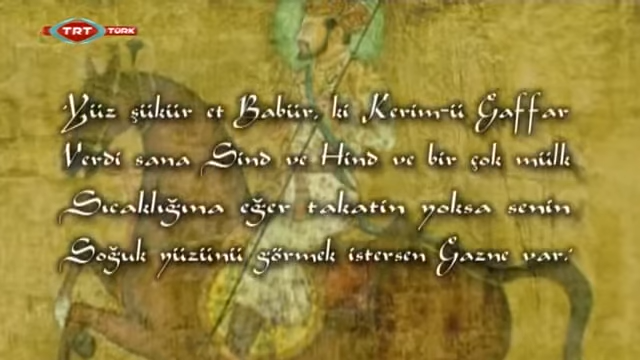 TRT TÜRK
'Yüz şükür et Babür, ki Kerim-ü Gaffar
Verdi sana Sind ve Hind ve bir çok mülk
Sıcaklığına eğer takatin yoksa senin
Soğuk yüzünü görmek istersen Gazne var.'